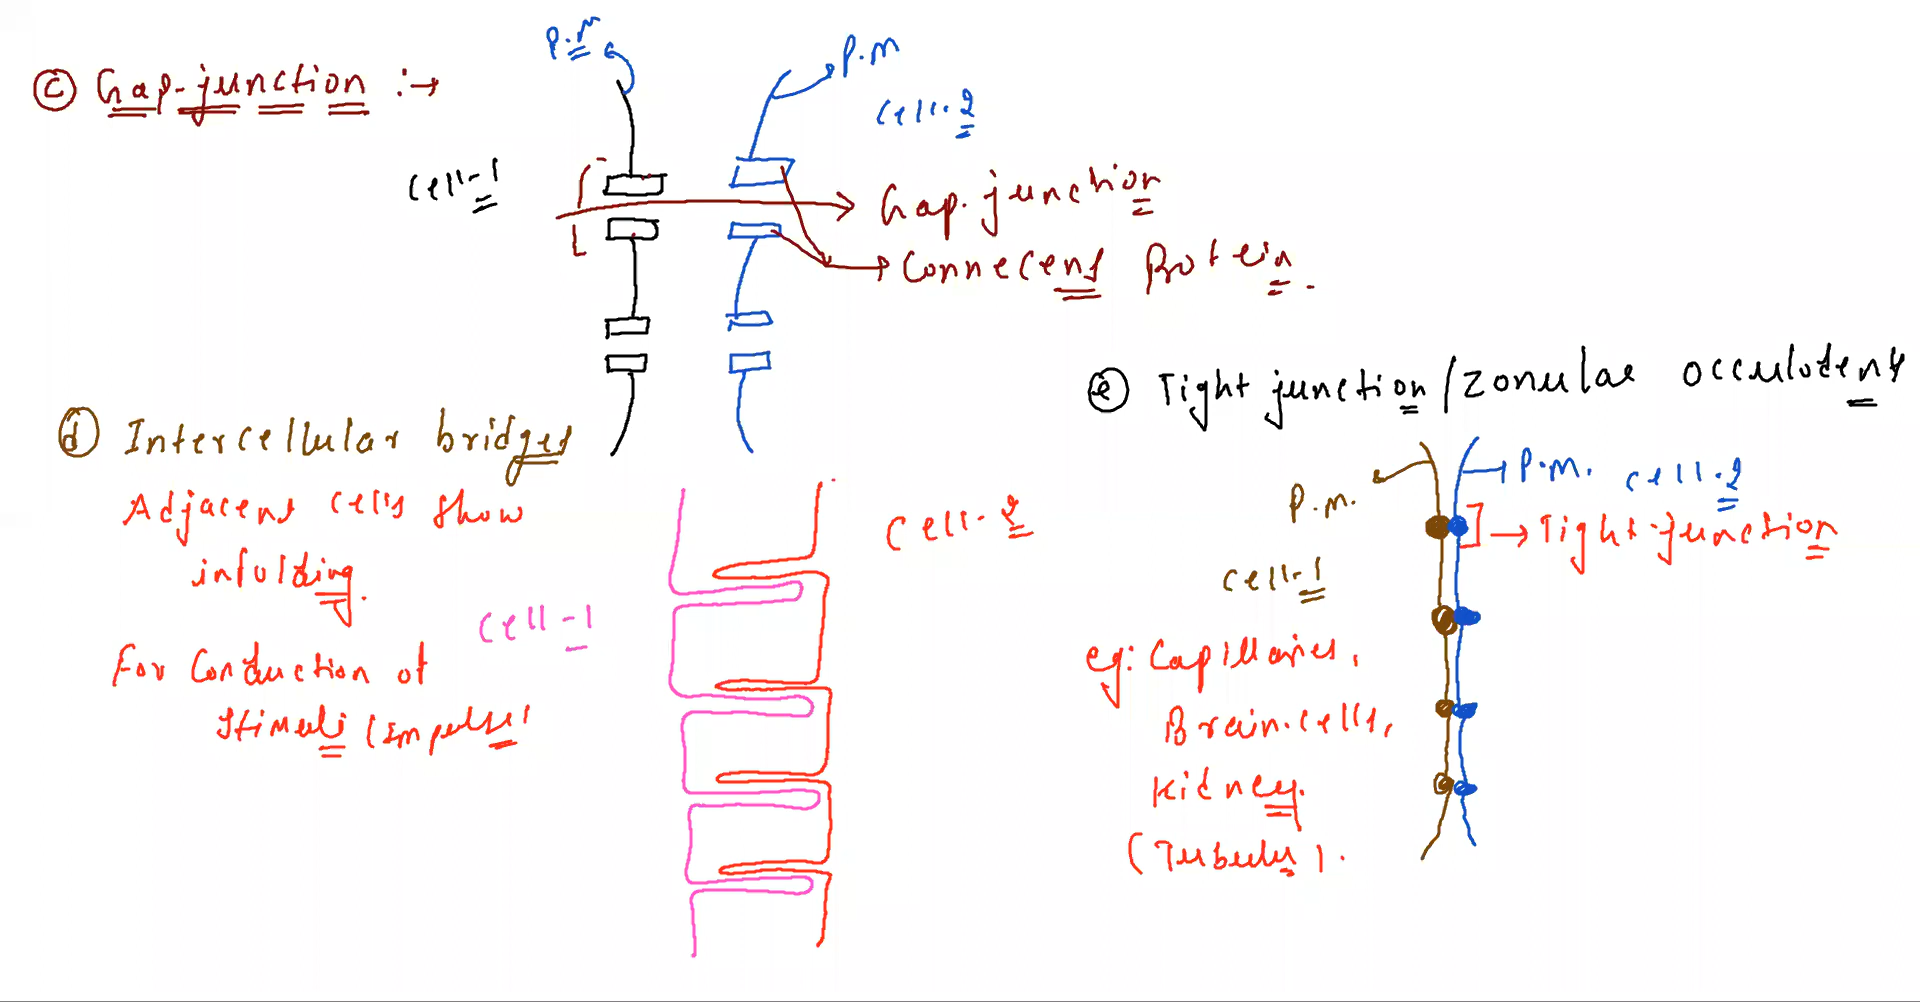 ⓒ Gap-junction :→
P.M
P.M
Cell-2
Cell-1
Gap junction
Connecens Protein.
ⓓ Intercellular bridges
Adjacent cells show
infolding.
For Conduction of
Stimuli (Impulse)
Cell-1
Cell-2
ⓔ Tight junction/Zonular occulodens
P.M.
P.M.
Cell-2
Tight-junction
Cell-1
eg: Capillaries,
Brain-cells,
Kidney.
(Tubules).